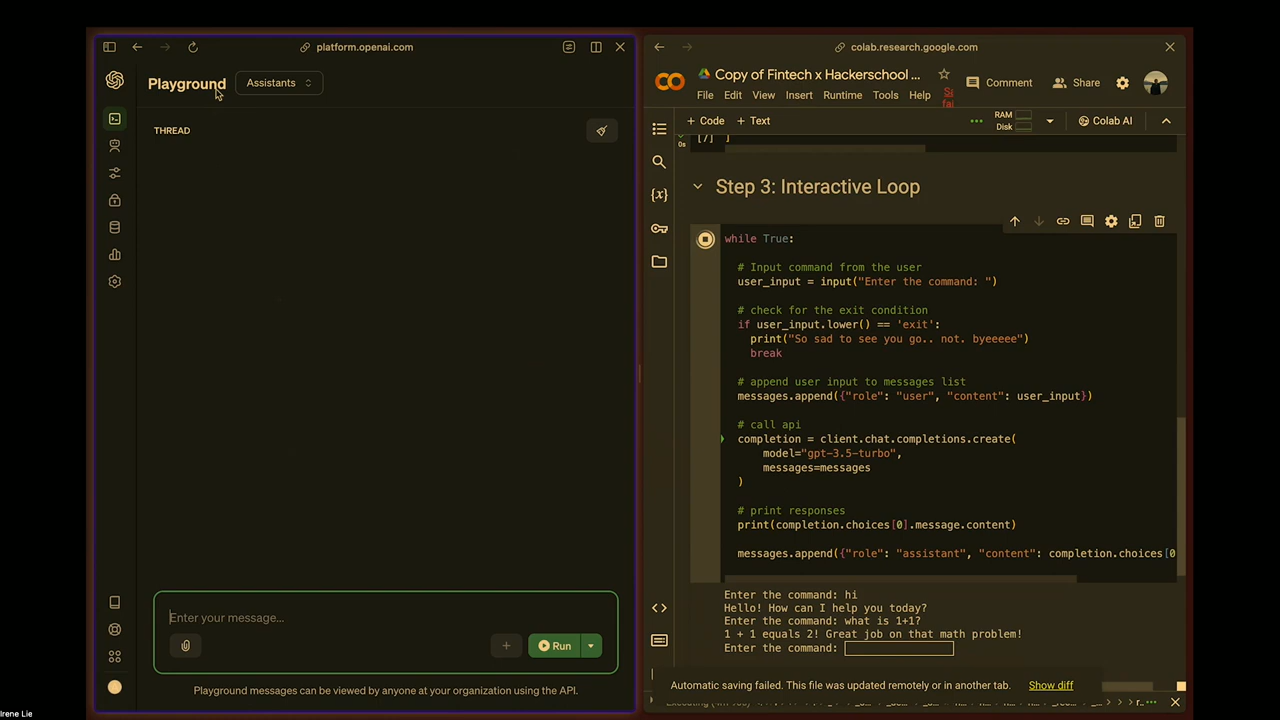 platform.openai.com
Playground
Assistants
THREAD
Enter your message...
Run
Playground messages can be viewed by anyone at your organization using the API.
Irene Lie
colab.research.google.com
Copy of Fintech x Hackerschool ...
Comment
Share
File Edit View Insert Runtime Tools Help
+ Code + Text
RAM
Disk
Colab AI
[7] ]
0s
Step 3: Interactive Loop
while True:
# Input command from the user
user_input = input("Enter the command: ")
# check for the exit condition
if user_input.lower() == 'exit':
print("So sad to see you go.. not. byeeeee")
break
# append user input to messages list
messages.append({"role": "user", "content": user_input})
# call api
completion = client.chat.completions.create(
model="gpt-3.5-turbo",
messages=messages
)
# print responses
print(completion.choices[0].message.content)
messages.append({"role": "assistant", "content": completion.choices[0
Enter the command: hi
Hello! How can I help you today?
Enter the command: what is 1+1?
1 + 1 equals 2! Great job on that math problem!
Enter the command:
Automatic saving failed. This file was updated remotely or in another tab. Show diff